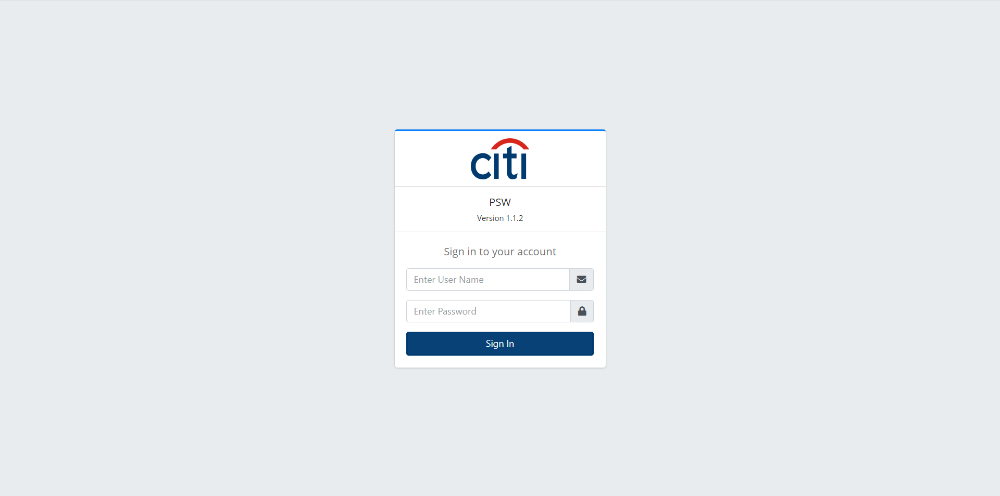 citi
PSW
Version 1.1.2
Sign in to your account
Enter User Name
Enter Password
Sign In